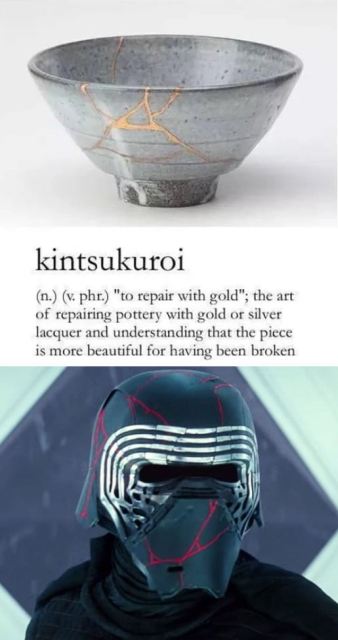 kintsukuroi
(n.) (v. phr.) "to repair with gold"; the art
of repairing pottery with gold or silver
lacquer and understanding that the piece
is more beautiful for having been broken